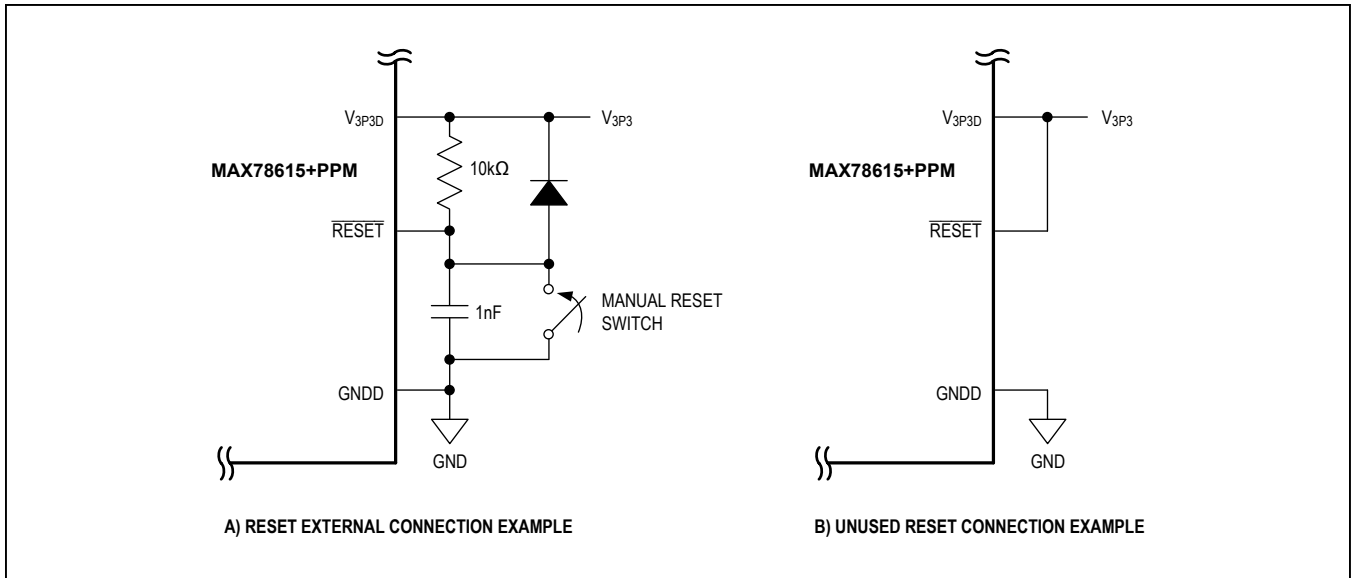 V3P3D
V3P3
MAX78615+PPM
10kΩ
RESET
1nF
MANUAL RESET
SWITCH
GNDD
GND
A) RESET EXTERNAL CONNECTION EXAMPLE
V3P3D
V3P3
MAX78615+PPM
RESET
GNDD
GND
B) UNUSED RESET CONNECTION EXAMPLE